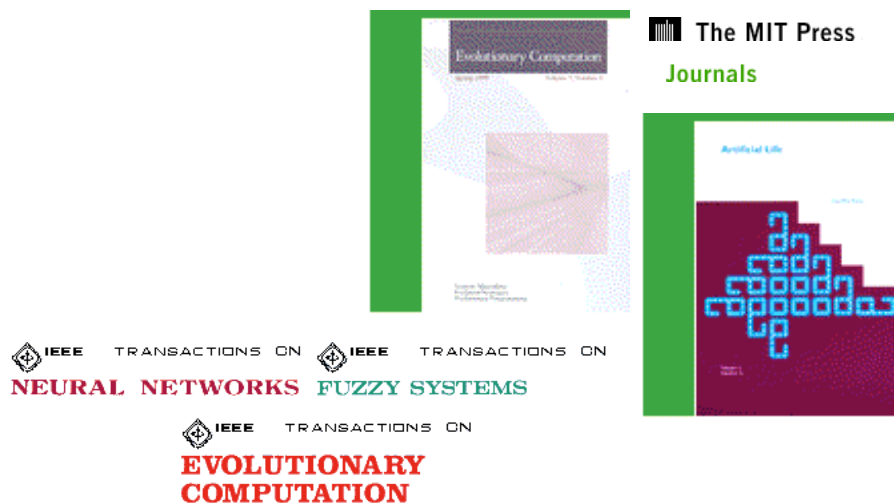 Evolutionary Computation
The MIT Press
Journals
Artificial Life
IEEE TRANSACTIONS ON
NEURAL NETWORKS
IEEE TRANSACTIONS ON
FUZZY SYSTEMS
IEEE TRANSACTIONS ON
EVOLUTIONARY
COMPUTATION